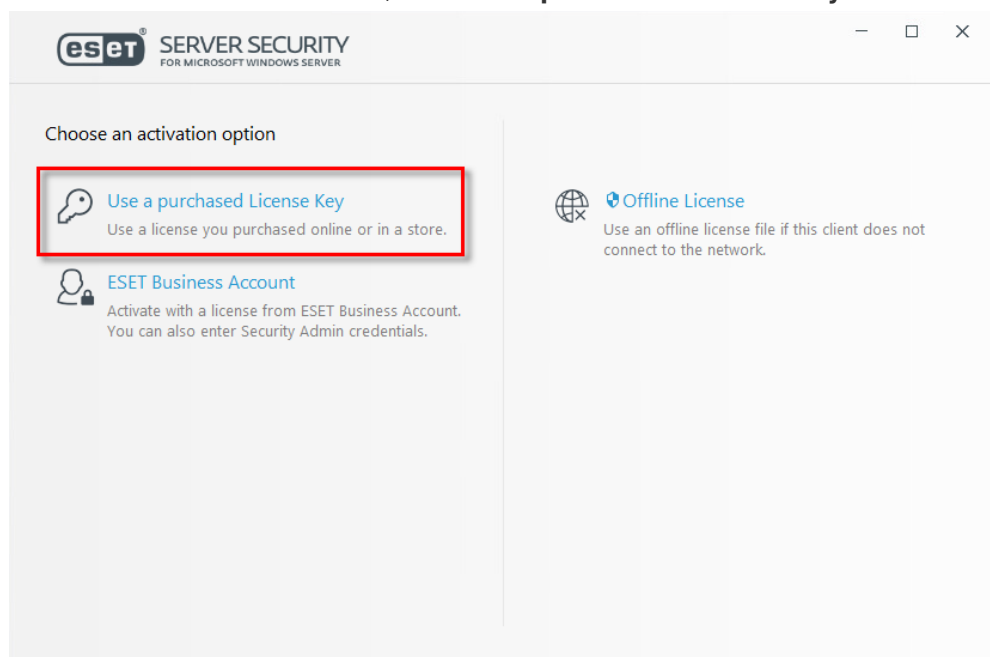 eset® SERVER SECURITY
FOR MICROSOFT WINDOWS SERVER
Choose an activation option
Use a purchased License Key
Use a license you purchased online or in a store.
ESET Business Account
Activate with a license from ESET Business Account.
You can also enter Security Admin credentials.
Offline License
Use an offline license file if this client does not
connect to the network.